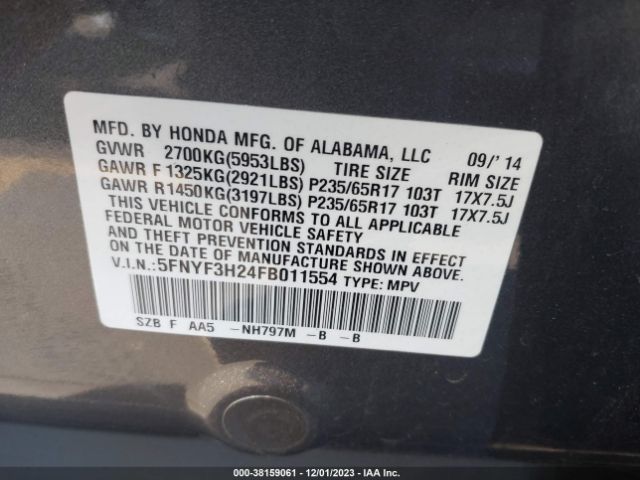 MFD. BY HONDA MFG. OF ALABAMA, LLC 09/'14
GVWR 2700KG(5953LBS) TIRE SIZE RIM SIZE
GAWR F 1325KG(2921LBS) P235/65R17 103T 17X7.5J
GAWR R1450KG(3197LBS) P235/65R17 103T 17X7.5J
THIS VEHICLE CONFORMS TO ALL APPLICABLE
FEDERAL MOTOR VEHICLE SAFETY
AND THEFT PREVENTION STANDARDS IN EFFECT
ON THE DATE OF MANUFACTURE SHOWN ABOVE.
V.I.N.:5FNYF3H24FB011554 TYPE: MPV
SZB F AA5 -NH797M -B -B
000-38159061 - 12/01/2023 - IAAI.COM